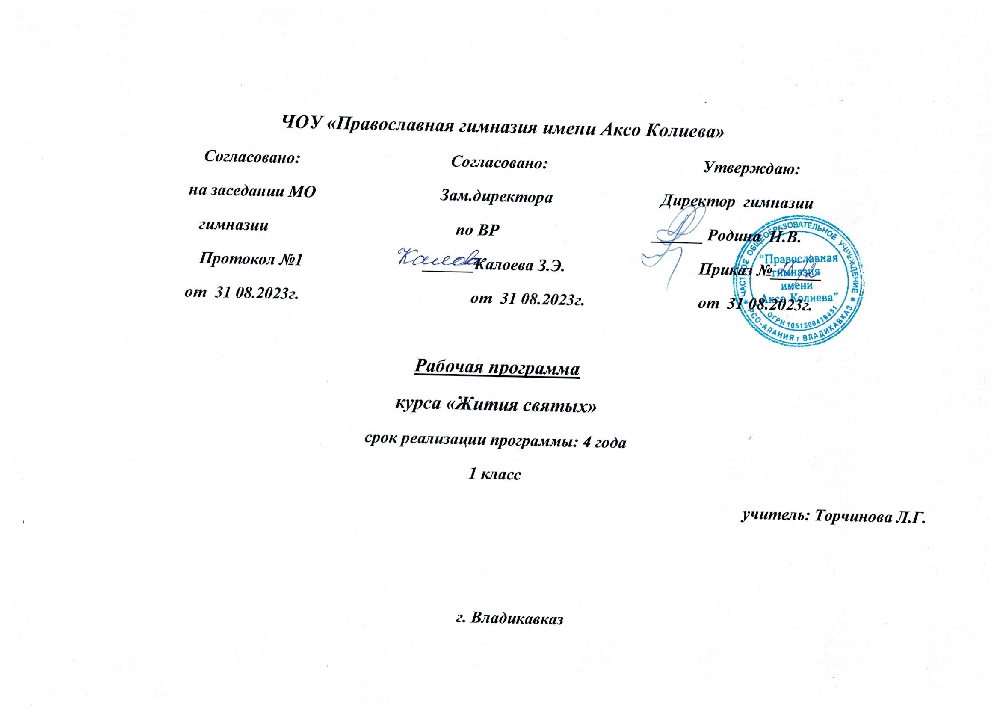 ЧОУ «Православная гимназия имени Аксо Колиева»
Согласовано:
на заседании МО
гимназии
Протокол №1
от 31 08.2023г.
Согласовано:
Зам.директора
по ВР
Калоева З.Э.
от 31 08.2023г.
Утверждаю:
Директор гимназии
Родина Н.В.
Приказ №
от 31 08.2023г.
ЧАСТНОЕ ОБЩЕОБРАЗОВАТЕЛЬНОЕ УЧРЕЖДЕНИЕ
“Православная
гимназия
имени
Аксо Колиева”
ОГРН 1051500419431
РСО-АЛАНИЯ г ВЛАДИКАВКАЗ
Рабочая программа
курса «Жития святых»
срок реализации программы: 4 года
1 класс
учитель: Торчинова Л.Г.
г. Владикавказ